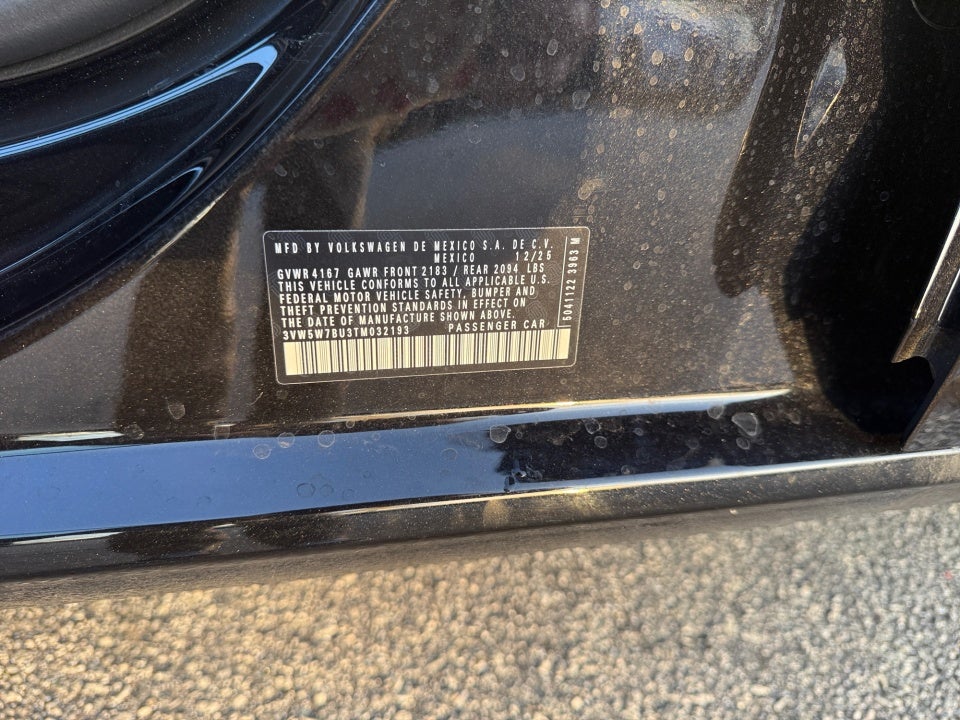 MFD BY VOLKSWAGEN DE MEXICO S.A. DE C.V.
MEXICO 12/25
GVWR 4167 GAWR FRONT 2183 / REAR 2094 LBS
THIS VEHICLE CONFORMS TO ALL APPLICABLE U.S.
FEDERAL MOTOR VEHICLE SAFETY, BUMPER AND
THEFT PREVENTION STANDARDS IN EFFECT ON
THE DATE OF MANUFACTURE SHOWN ABOVE.
3VW5W7BU3TM032193 PASSENGER CAR
5041122 3963 M